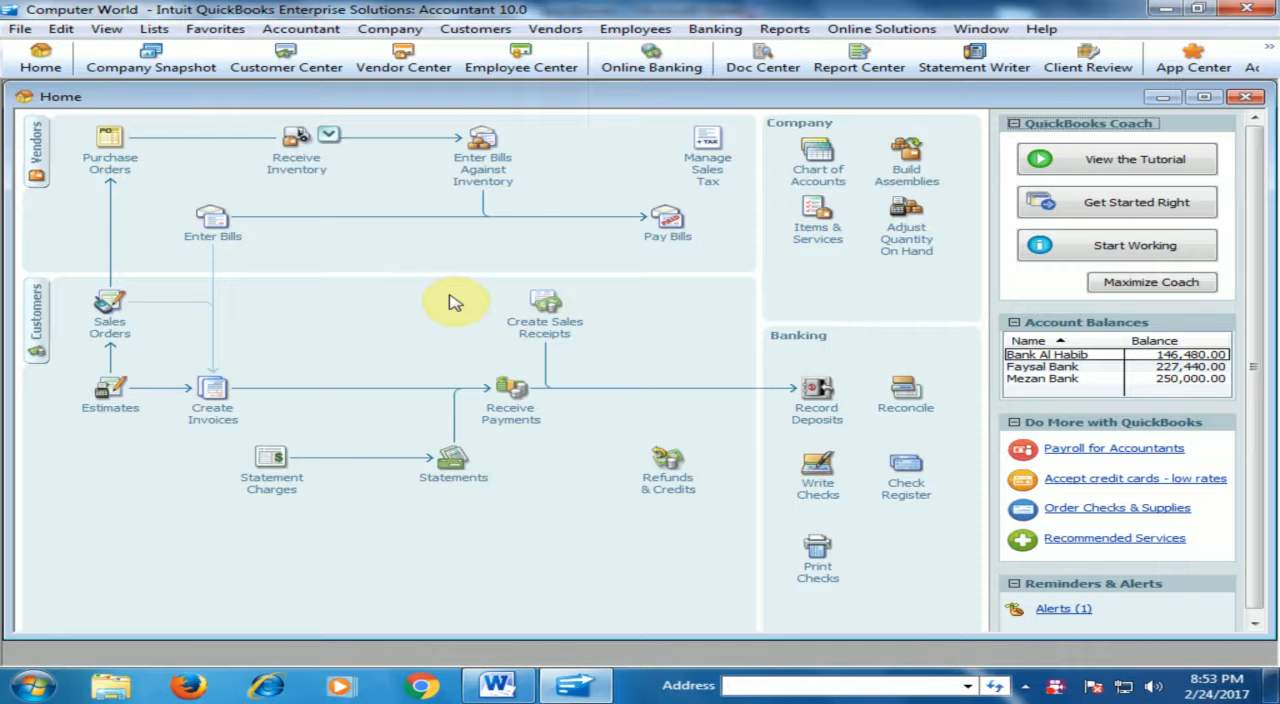 Computer World - Intuit QuickBooks Enterprise Solutions: Accountant 10.0
File Edit View Lists Favorites Accountant Company Customers Vendors Employees Banking Reports Online Solutions Window Help
Home Company Snapshot Customer Center Vendor Center Employee Center Online Banking Doc Center Report Center Statement Writer Client Review App Center Ac
Home
Vendors
Purchase
Orders
Receive
Inventory
Enter Bills
Against
Inventory
Manage
Sales
Tax
Enter Bills
Pay Bills
Customers
Sales
Orders
Create Sales
Receipts
Estimates
Create
Invoices
Receive
Payments
Statement
Charges
Statements
Refunds
& Credits
Company
Chart of
Accounts
Build
Assemblies
Items &
Services
Adjust
Quantity
On Hand
Banking
Record
Deposits
Reconcile
Write
Checks
Check
Register
Print
Checks
QuickBooks Coach
View the Tutorial
Get Started Right
Start Working
Maximize Coach
Account Balances
Name Balance
Bank Al Habib 146,480.00
Faysal Bank 227,440.00
Mezan Bank 250,000.00
Do More with QuickBooks
Payroll for Accountants
Accept credit cards - low rates
Order Checks & Supplies
Recommended Services
Reminders & Alerts
Alerts (1)
Address
8:53 PM
2/24/2017